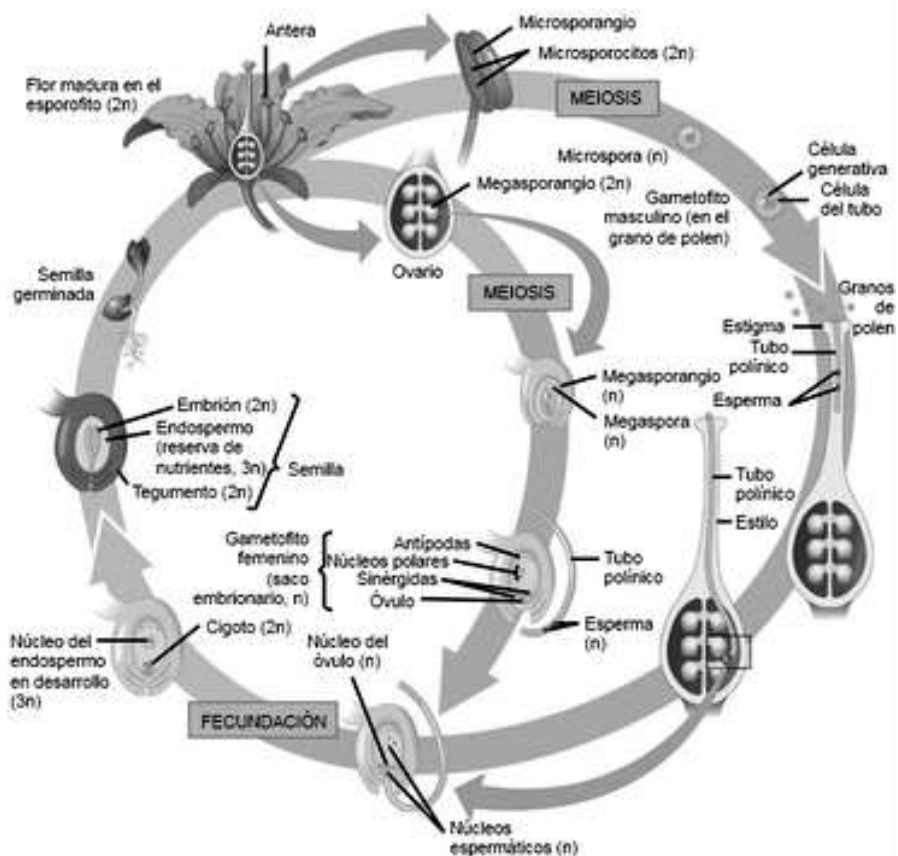 Antera
Microsporangio
Microsporocitos (2n)
Flor madura en el
esporofito (2n)
MEIOSIS
Microspora (n)
Célula
generativa
Célula
del tubo
Megasporangio (2n)
Gametofito
masculino (en el
grano de polen)
Ovario
Semilla
germinada
MEIOSIS
Granos
de
polen
Estigma
Tubo
polínico
Esperma
Megasporangio
(n)
Megaspora
(n)
Embrión (2n)
Endospermo
(reserva de
nutrientes, 3n)
Tegumento (2n)
Semilla
Tubo
polínico
Estilo
Gametofito
femenino
(saco
embrionario, n)
Antípodas
Núcleos polares
Sinérgidas
Óvulo
Tubo
polínico
Esperma
(n)
Cigoto (2n)
Núcleo del
óvulo (n)
Núcleo del
endospermo
en desarrollo
(3n)
FECUNDACIÓN
Núcleos
espermáticos (n)